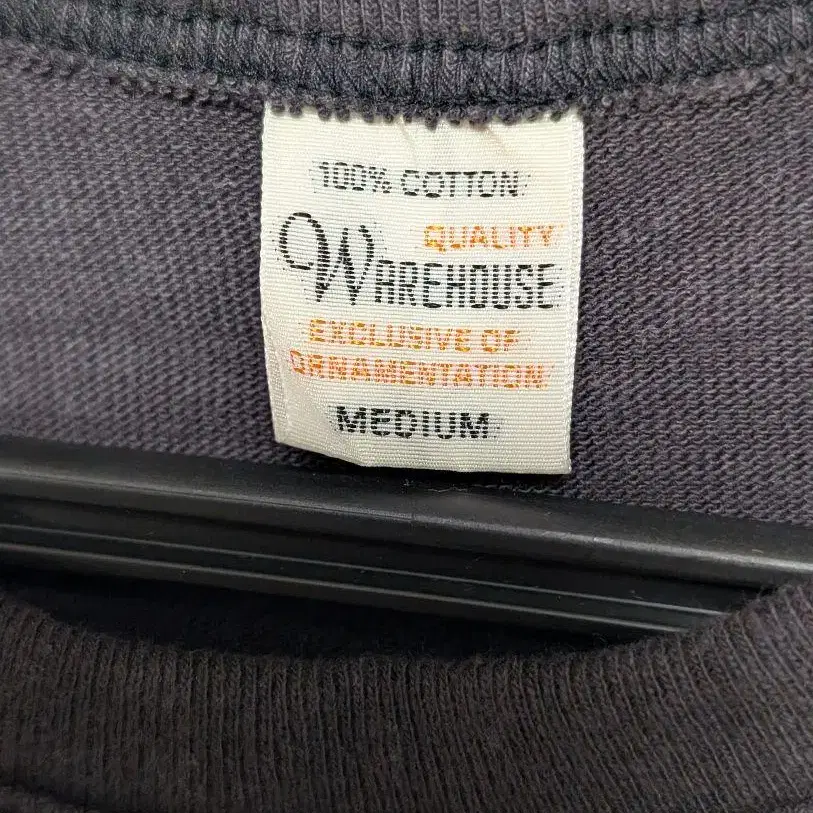 100% COTTON
QUALITY
WAREHOUSE
EXCLUSIVE OF
ORNAMENTATION
MEDIUM